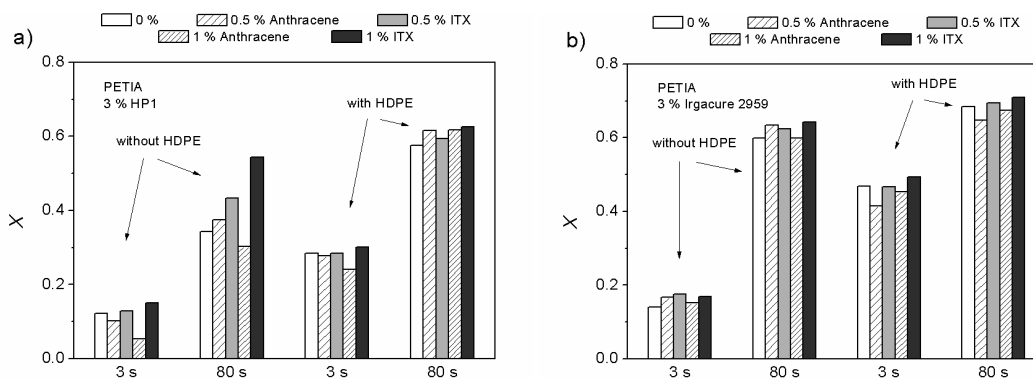 a)
0 % 0.5 % Anthracene 0.5 % ITX
1 % Anthracene 1 % ITX
0.8
0.6
0.4
0.2
0.0
X
PETIA
3 % HP1
without HDPE
with HDPE
3 s 80 s 3 s 80 s
b)
0 % 0.5 % Anthracene 0.5 % ITX
1 % Anthracene 1 % ITX
0.8
0.6
0.4
0.2
0.0
X
PETIA
3 % Irgacure 2959
without HDPE
with HDPE
3 s 80 s 3 s 80 s